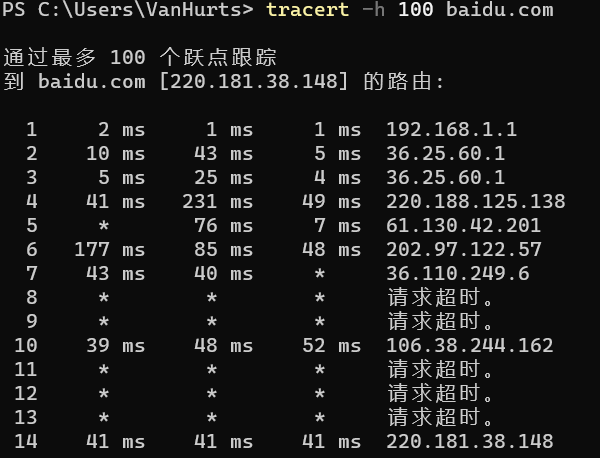 PS C:\Users\VanHurts> tracert -h 100 baidu.com
通过最多 100 个跃点跟踪
到 baidu.com [220.181.38.148] 的路由:
1 2 ms 1 ms 1 ms 192.168.1.1
2 10 ms 43 ms 5 ms 36.25.60.1
3 5 ms 25 ms 4 ms 36.25.60.1
4 41 ms 231 ms 49 ms 220.188.125.138
5 * 76 ms 7 ms 61.130.42.201
6 177 ms 85 ms 48 ms 202.97.122.57
7 43 ms 40 ms * 36.110.249.6
8 * * * 请求超时。
9 * * * 请求超时。
10 39 ms 48 ms 52 ms 106.38.244.162
11 * * * 请求超时。
12 * * * 请求超时。
13 * * * 请求超时。
14 41 ms 41 ms 41 ms 220.181.38.148